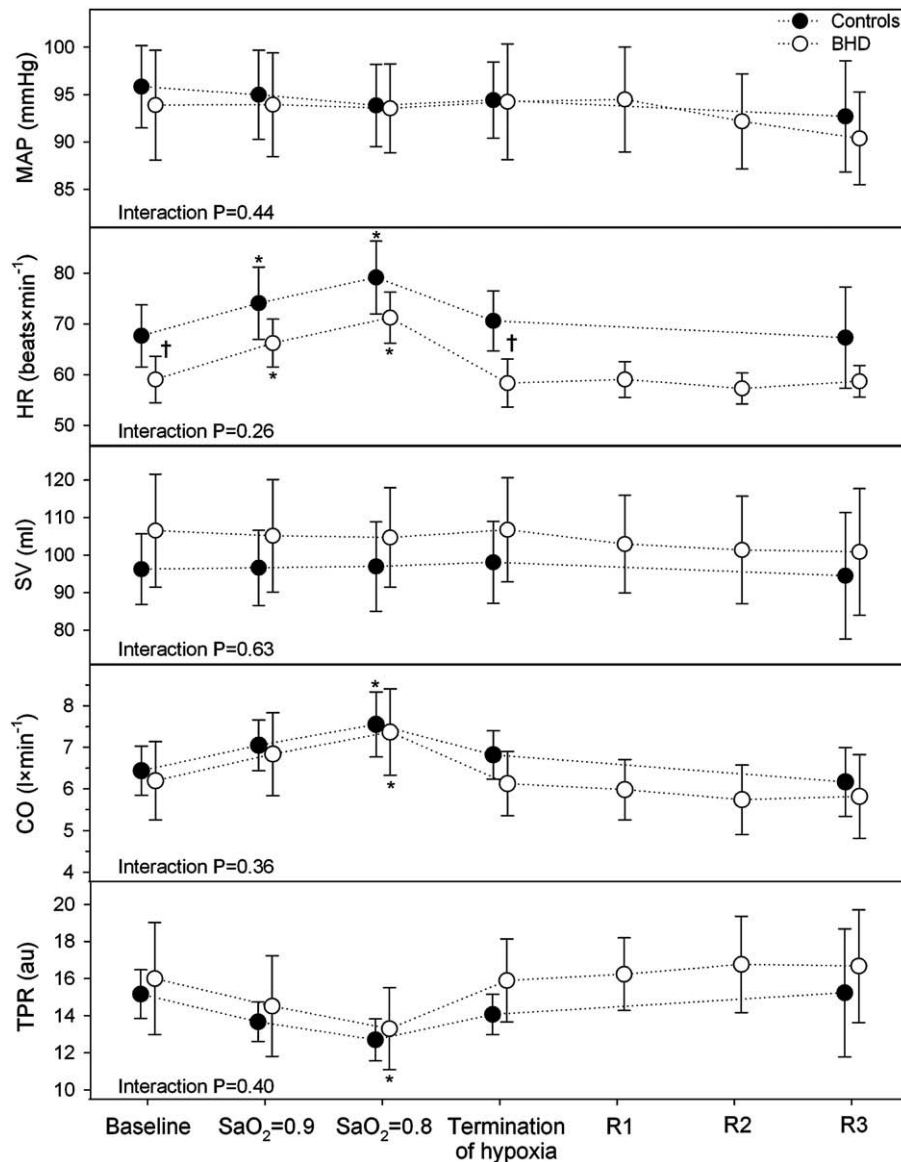 Controls
BHD
MAP (mmHg)
100
95
90
85
Interaction P=0.44
HR (beats×min⁻¹)
80
70
60
50
*
*
*
*
†
†
Interaction P=0.26
SV (ml)
120
110
100
90
80
Interaction P=0.63
CO (l×min⁻¹)
8
7
6
5
4
*
*
Interaction P=0.36
TPR (au)
20
18
16
14
12
10
*
Interaction P=0.40
Baseline
SaO₂=0.9
SaO₂=0.8
Termination
of hypoxia
R1
R2
R3